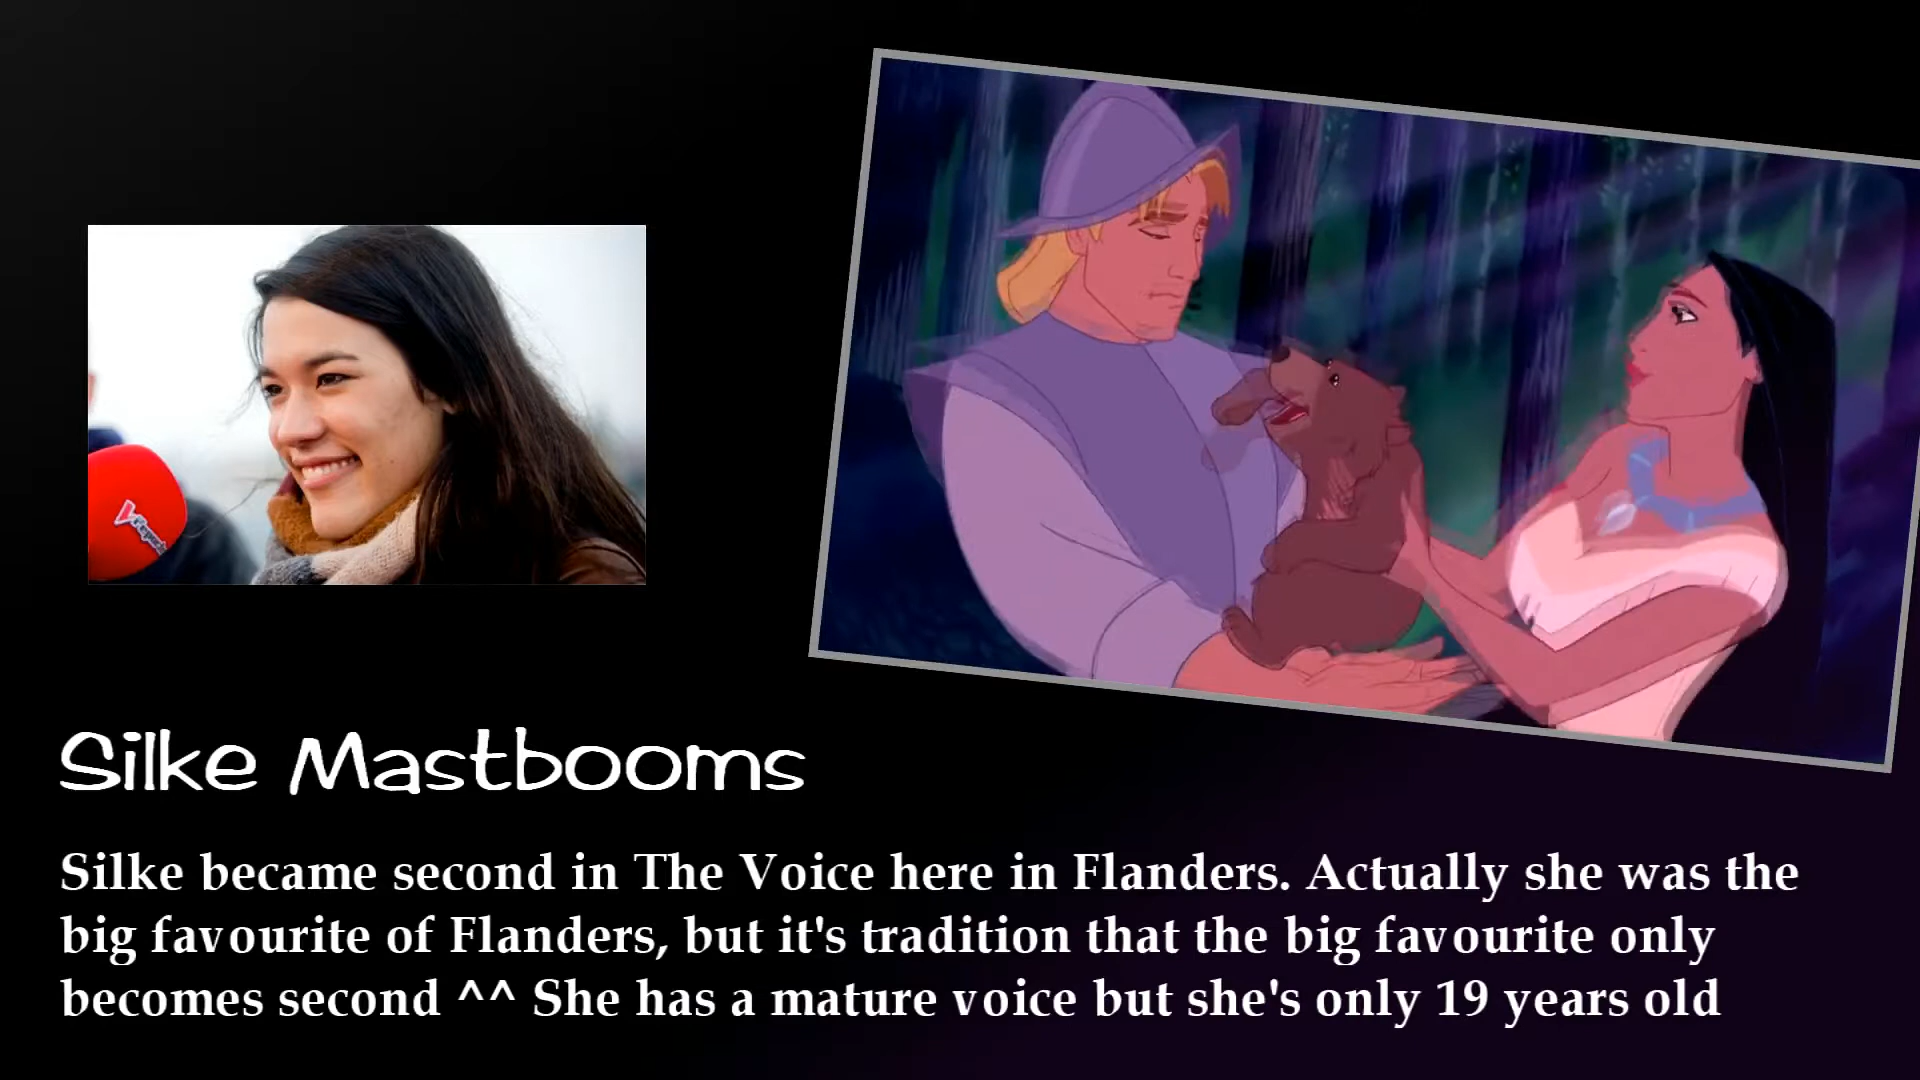 Silke Mastbooms
Silke became second in The Voice here in Flanders. Actually she was the
big favourite of Flanders, but it's tradition that the big favourite only
becomes second ^^ She has a mature voice but she's only 19 years old